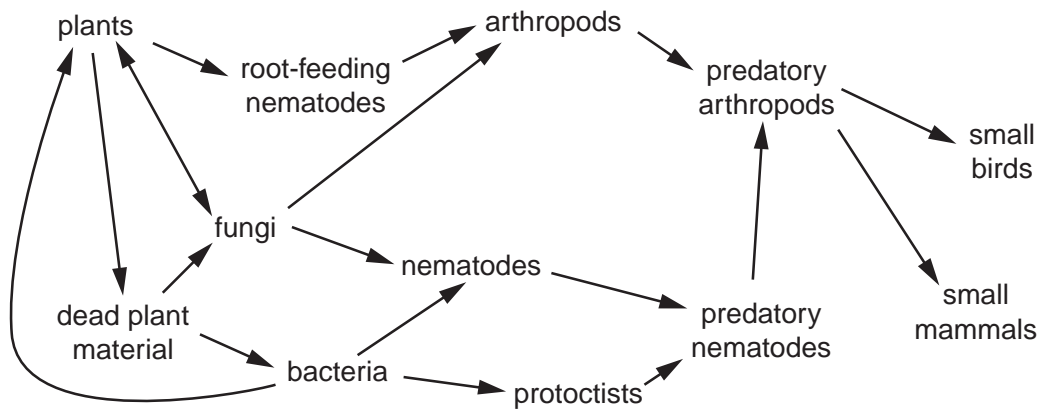 plants
arthropods
root-feeding
nematodes
predatory
arthropods
small
birds
fungi
nematodes
small
mammals
dead plant
material
predatory
nematodes
bacteria
protoctists